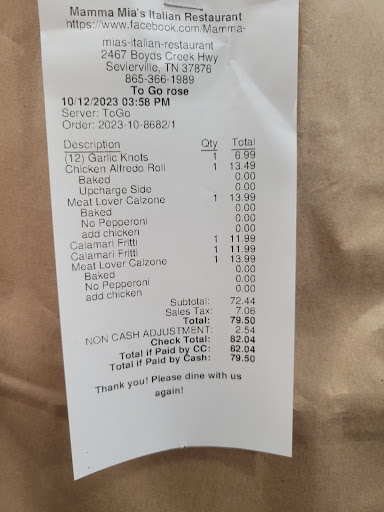 Mamma Mia's Italian Restaurant
https://www.facebook.com/Mamma-
mias-italian-restaurant
2467 Boyds Creek Hwy
Sevierville, TN 37876
865-366-1989
To Go rose
10/12/2023 03:58 PM
Server: ToGo
Order: 2023-10-8682/1
Description Qty Total
(12) Garlic Knots 1 6.99
Chicken Alfredo Roll 1 13.49
Baked 0.00
Upcharge Side 0.00
Meat Lover Calzone 1 13.99
Baked 0.00
No Pepperoni 0.00
add chicken 0.00
Calamari Fritti 1 11.99
Calamari Fritti 1 11.99
Meat Lover Calzone 1 13.99
Baked 0.00
No Pepperoni 0.00
add chicken 0.00
Subtotal: 72.44
Sales Tax: 7.06
Total: 79.50
NON CASH ADJUSTMENT: 2.54
Check Total: 82.04
Total if Paid by CC: 82.04
Total if Paid by Cash: 79.50
Thank you! Please dine with us
again!